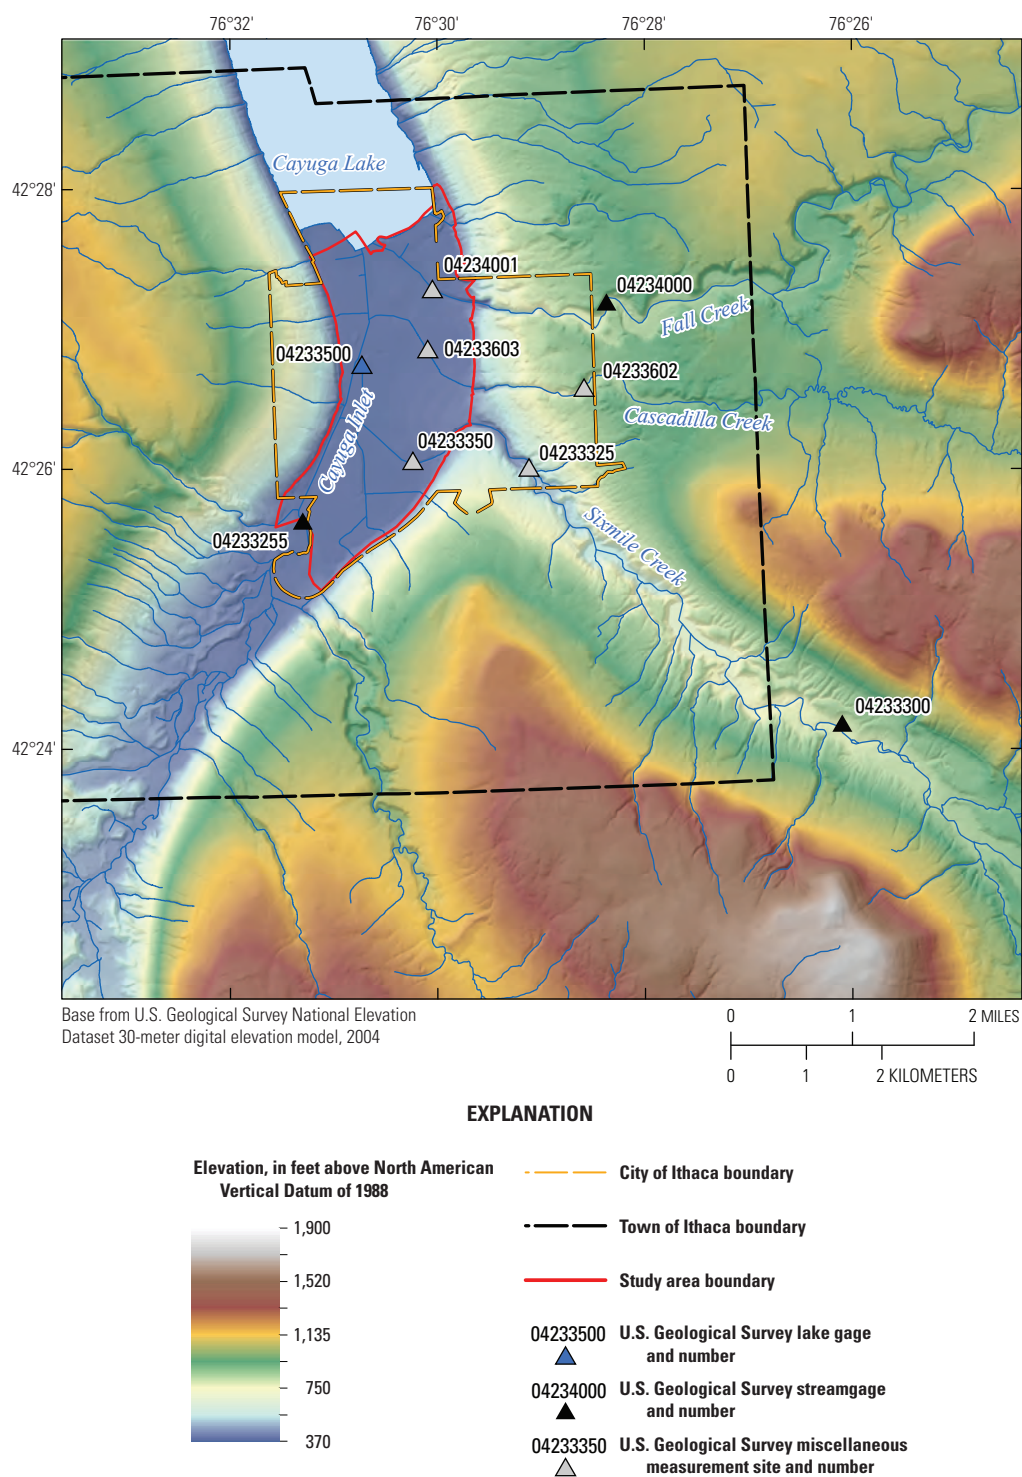 76°32'
76°30'
76°28'
76°26'
Cayuga Lake
42°28'
04234001
04234000
Fall Creek
04233500
04233603
04233602
Cascadilla Creek
Cayuga Inlet
04233350
04233325
42°26'
Sixmile Creek
04233255
04233300
42°24'
Base from U.S. Geological Survey National Elevation
Dataset 30-meter digital elevation model, 2004
0 1 2 MILES
0 1 2 KILOMETERS
EXPLANATION
Elevation, in feet above North American
Vertical Datum of 1988
1,900
1,520
1,135
750
370
City of Ithaca boundary
Town of Ithaca boundary
Study area boundary
04233500 U.S. Geological Survey lake gage
and number
04234000 U.S. Geological Survey streamgage
and number
04233350 U.S. Geological Survey miscellaneous
measurement site and number